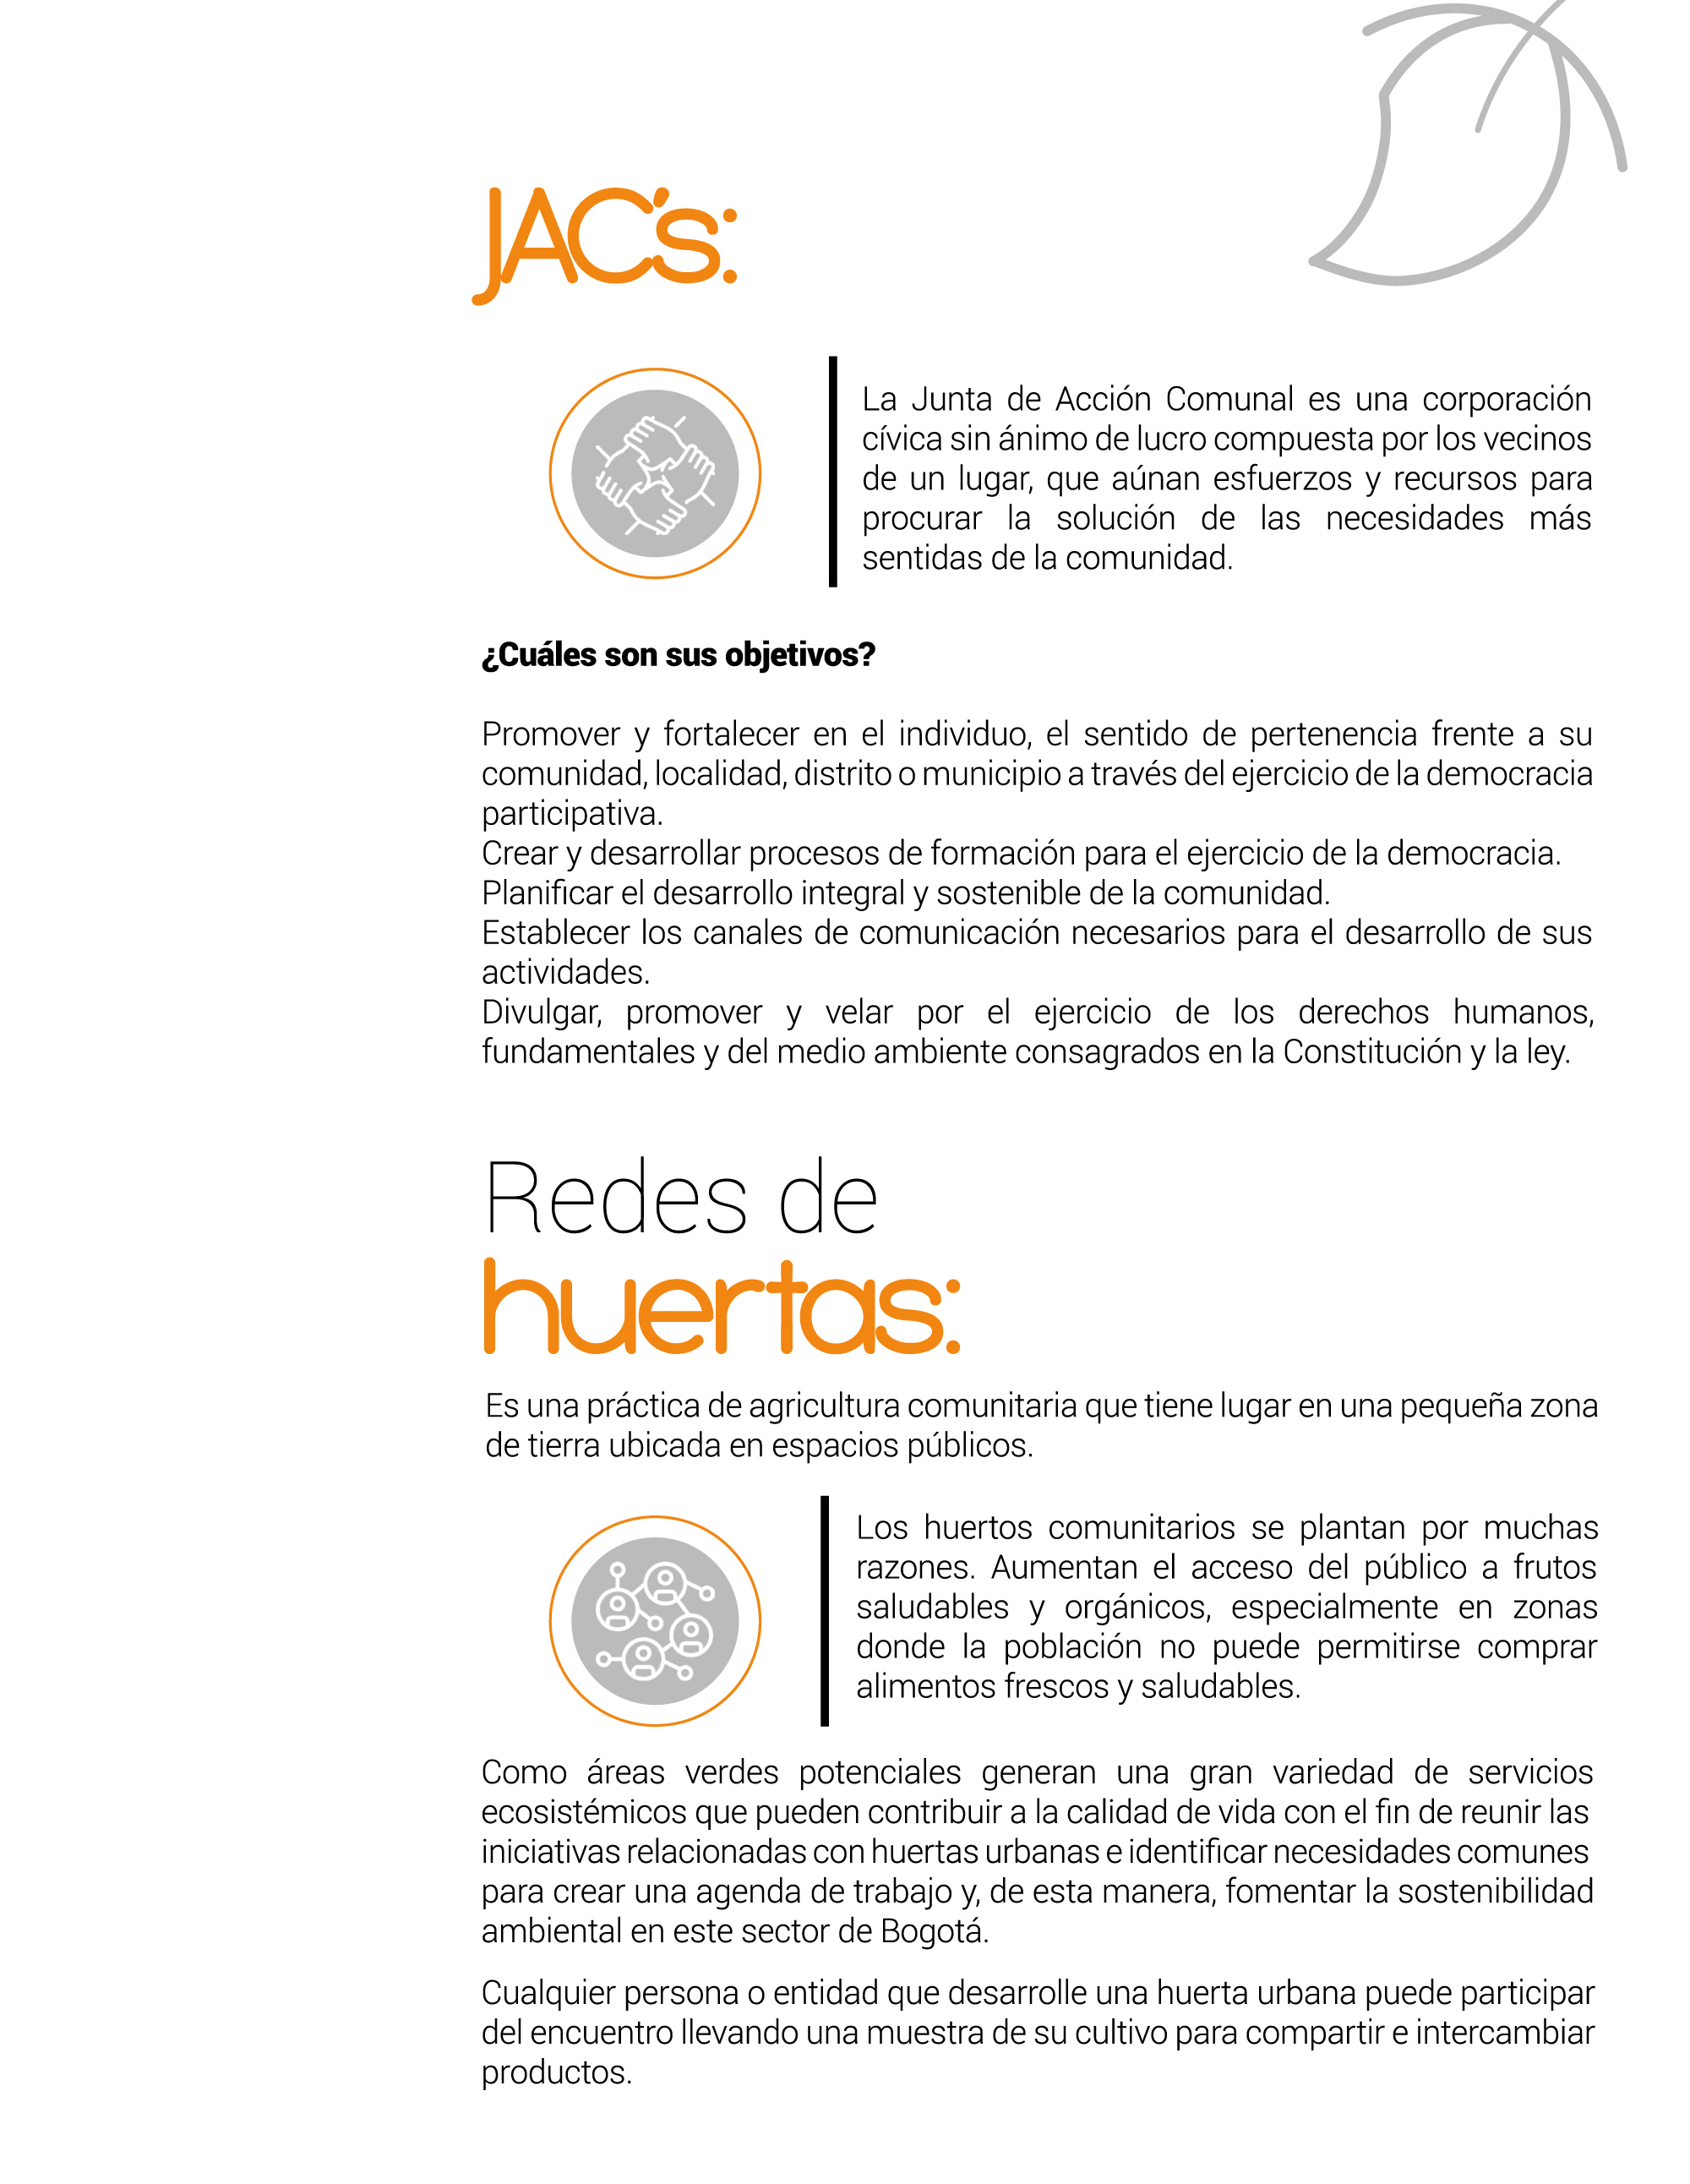 JAC's:
La Junta de Acción Comunal es una corporación
cívica sin ánimo de lucro compuesta por los vecinos
de un lugar, que aúnan esfuerzos y recursos para
procurar la solución de las necesidades más
sentidas de la comunidad.
¿Cuáles son sus objetivos?
Promover y fortalecer en el individuo, el sentido de pertenencia frente a su
comunidad, localidad, distrito o municipio a través del ejercicio de la democracia
participativa.
Crear y desarrollar procesos de formación para el ejercicio de la democracia.
Planificar el desarrollo integral y sostenible de la comunidad.
Establecer los canales de comunicación necesarios para el desarrollo de sus
actividades.
Divulgar, promover y velar por el ejercicio de los derechos humanos,
fundamentales y del medio ambiente consagrados en la Constitución y la ley.
Redes de
huertas:
Es una práctica de agricultura comunitaria que tiene lugar en una pequeña zona
de tierra ubicada en espacios públicos.
Los huertos comunitarios se plantan por muchas
razones. Aumentan el acceso del público a frutos
saludables y orgánicos, especialmente en zonas
donde la población no puede permitirse comprar
alimentos frescos y saludables.
Como áreas verdes potenciales generan una gran variedad de servicios
ecosistémicos que pueden contribuir a la calidad de vida con el fin de reunir las
iniciativas relacionadas con huertas urbanas e identificar necesidades comunes
para crear una agenda de trabajo y, de esta manera, fomentar la sostenibilidad
ambiental en este sector de Bogotá.
Cualquier persona o entidad que desarrolle una huerta urbana puede participar
del encuentro llevando una muestra de su cultivo para compartir e intercambiar
productos.